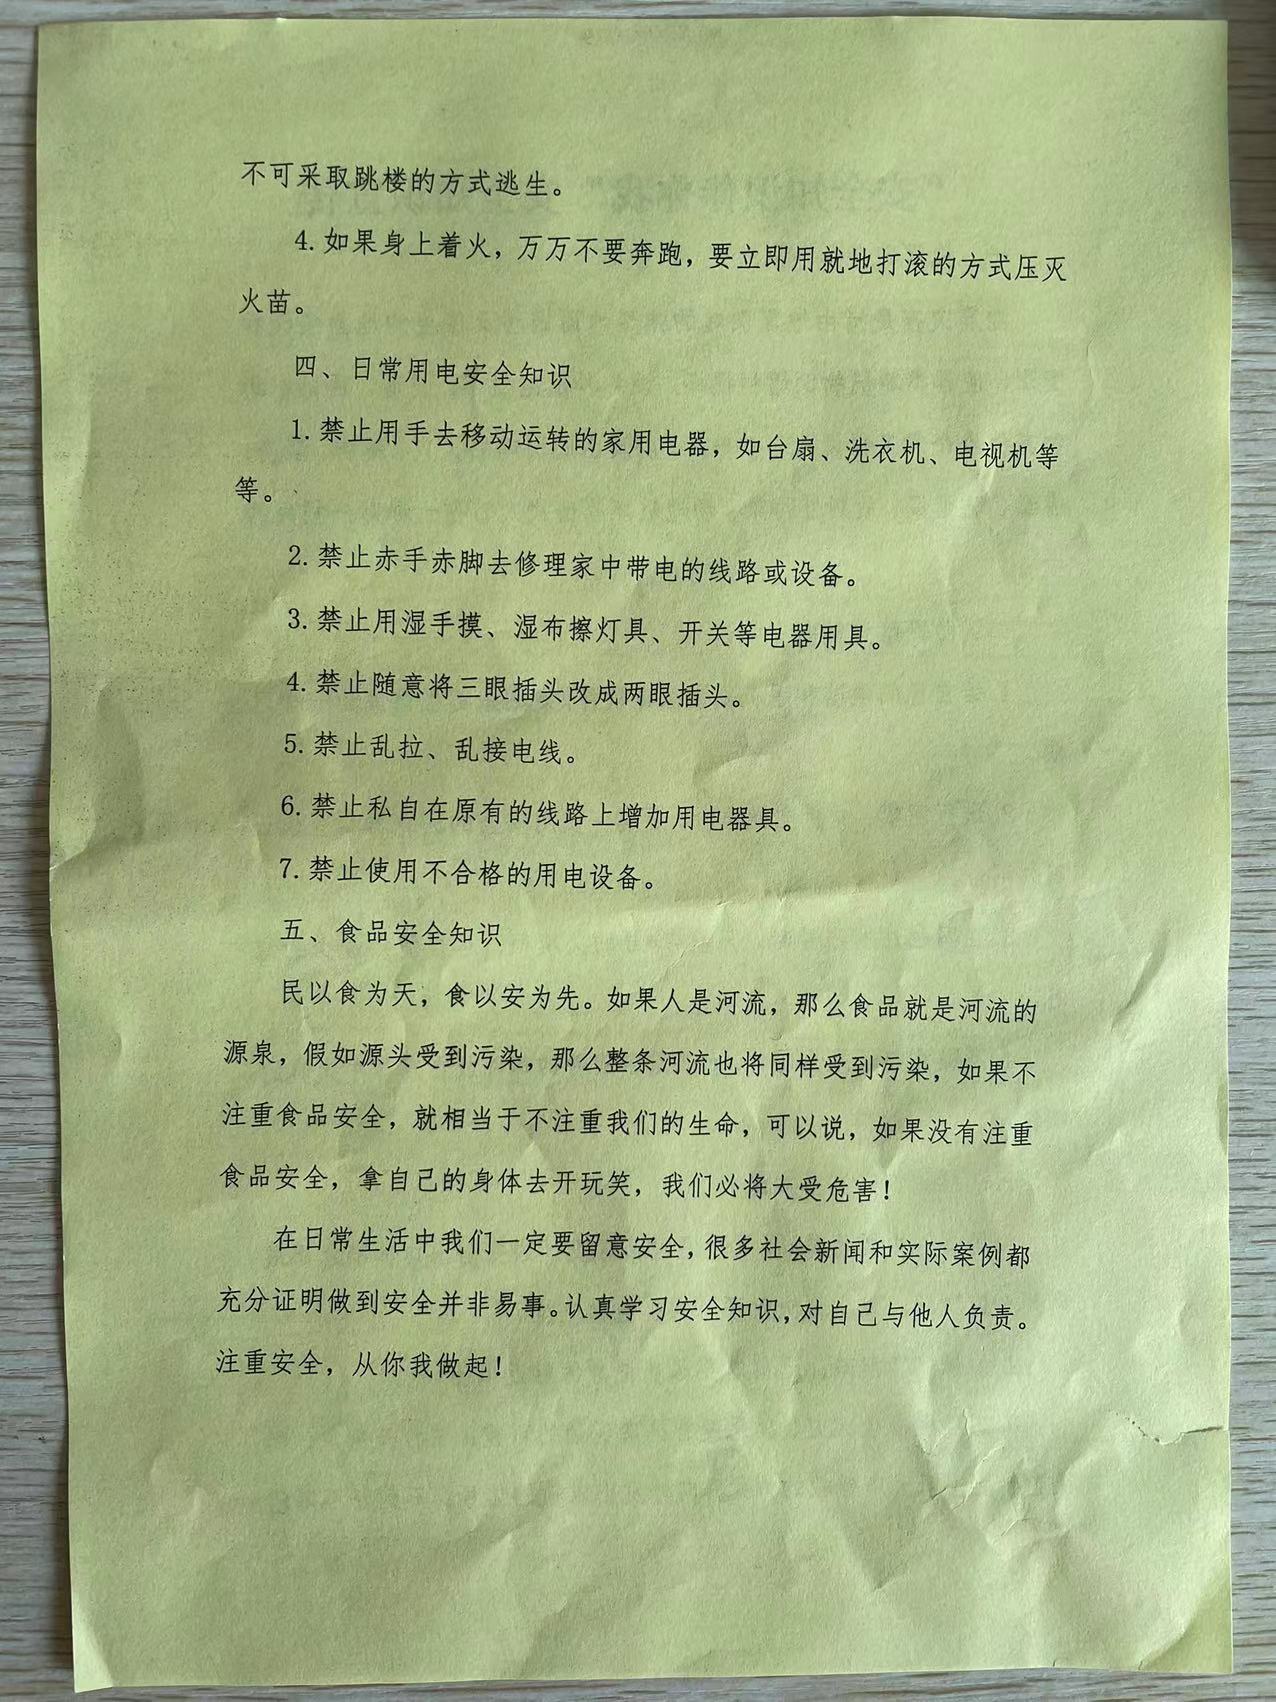 不可采取跳楼的方式逃生。
4.如果身上着火，万万不要奔跑，要立即用就地打滚的方式压灭
火苗。
四、日常用电安全知识
1.禁止用手去移动运转的家用电器，如台扇、洗衣机、电视机等
等。
2.禁止赤手赤脚去修理家中带电的线路或设备。
3.禁止用湿手摸、湿布擦灯具、开关等电器用具。
4.禁止随意将三眼插头改成两眼插头。
5.禁止乱拉、乱接电线。
6.禁止私自在原有的线路上增加用电器具。
7.禁止使用不合格的用电设备。
五、食品安全知识
民以食为天，食以安为先。如果人是河流，那么食品就是河流的
源泉，假如源头受到污染，那么整条河流也将同样受到污染，如果不
注重食品安全，就相当于不注重我们的生命，可以说，如果没有注重
食品安全，拿自己的身体去开玩笑，我们必将大受危害！
在日常生活中我们一定要留意安全，很多社会新闻和实际案例都
充分证明做到安全并非易事。认真学习安全知识，对自己与他人负责。
注重安全，从你我做起！